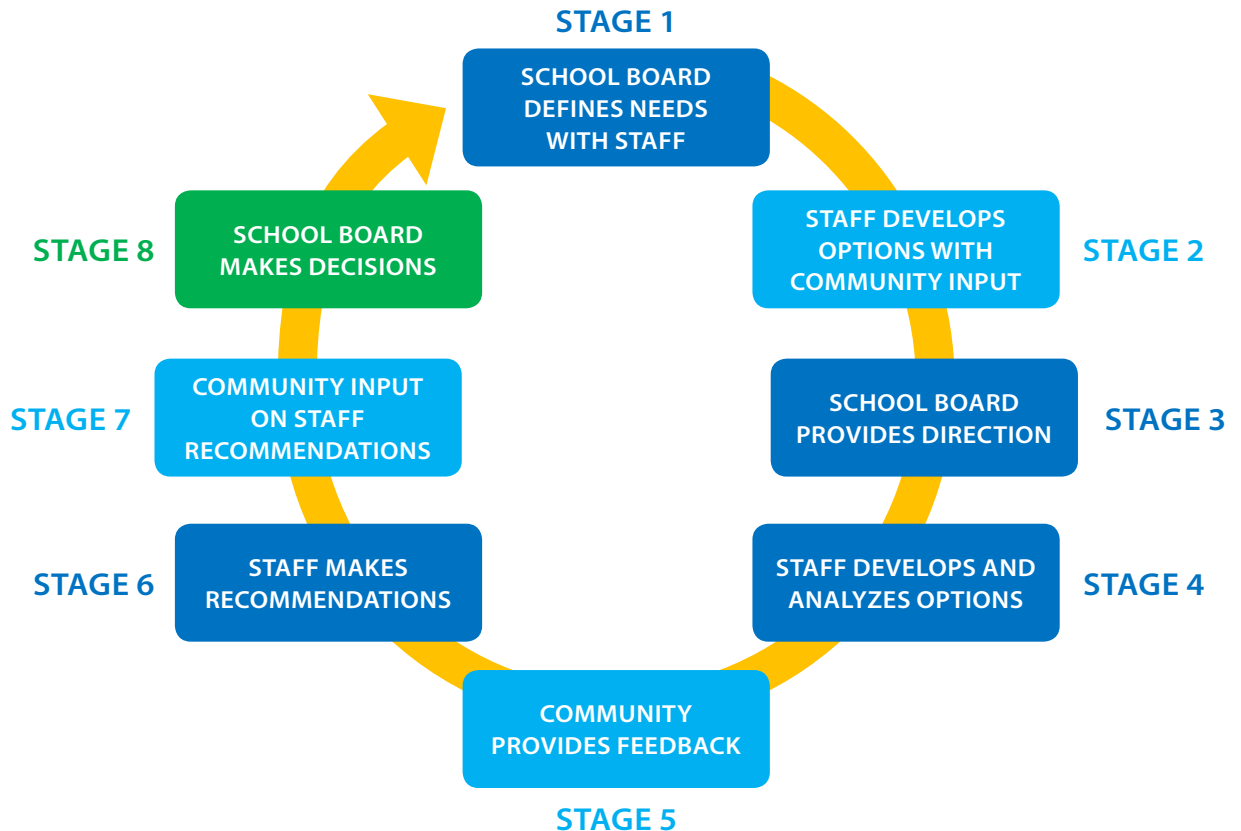 STAGE 1
SCHOOL BOARD
DEFINES NEEDS
WITH STAFF
STAGE 2
STAFF DEVELOPS
OPTIONS WITH
COMMUNITY INPUT
STAGE 3
SCHOOL BOARD
PROVIDES DIRECTION
STAGE 4
STAFF DEVELOPS AND
ANALYZES OPTIONS
STAGE 5
COMMUNITY
PROVIDES FEEDBACK
STAGE 6
STAFF MAKES
RECOMMENDATIONS
STAGE 7
COMMUNITY INPUT
ON STAFF
RECOMMENDATIONS
STAGE 8
SCHOOL BOARD
MAKES DECISIONS